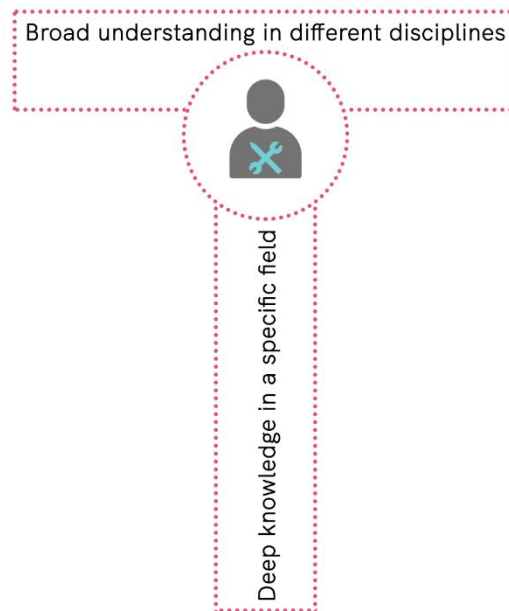 Broad understanding in different disciplines
Deep knowledge in a specific field